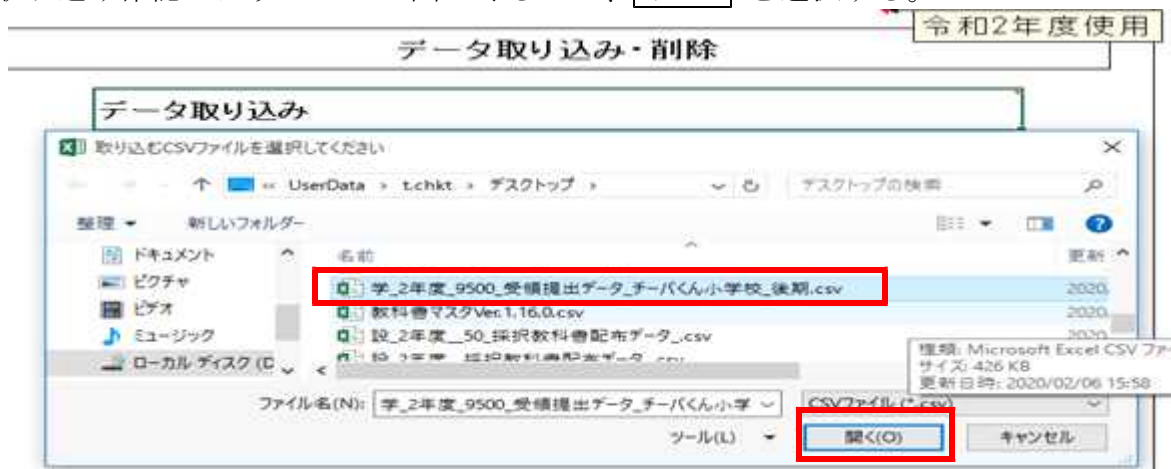 令和2年度使用
データ取り込み・削除
データ取り込み
取り込むCSVファイルを選択してください
« UserData › t.chkt › デスクトップ ›
デスクトップの検索
整理 新しいフォルダー
ドキュメント
ピクチャ
ビデオ
ミュージック
ローカル ディスク (C
名前
更新
学_2年度_9500_受領提出データ_チーバくん小学校_後期.csv
2020.
教科書マスタVer.1.16.0.csv
2020.
設_2年度__50_採択教科書配布データ_.csv
2020.
種類: Microsoft Excel CSV ファ
サイズ: 426 KB
更新日時: 2020/02/06 15:58
ファイル名(N): 学_2年度_9500_受領提出データ_チーバくん小学
CSVファイル (*.csv)
ツール(L) 開く(O) キャンセル